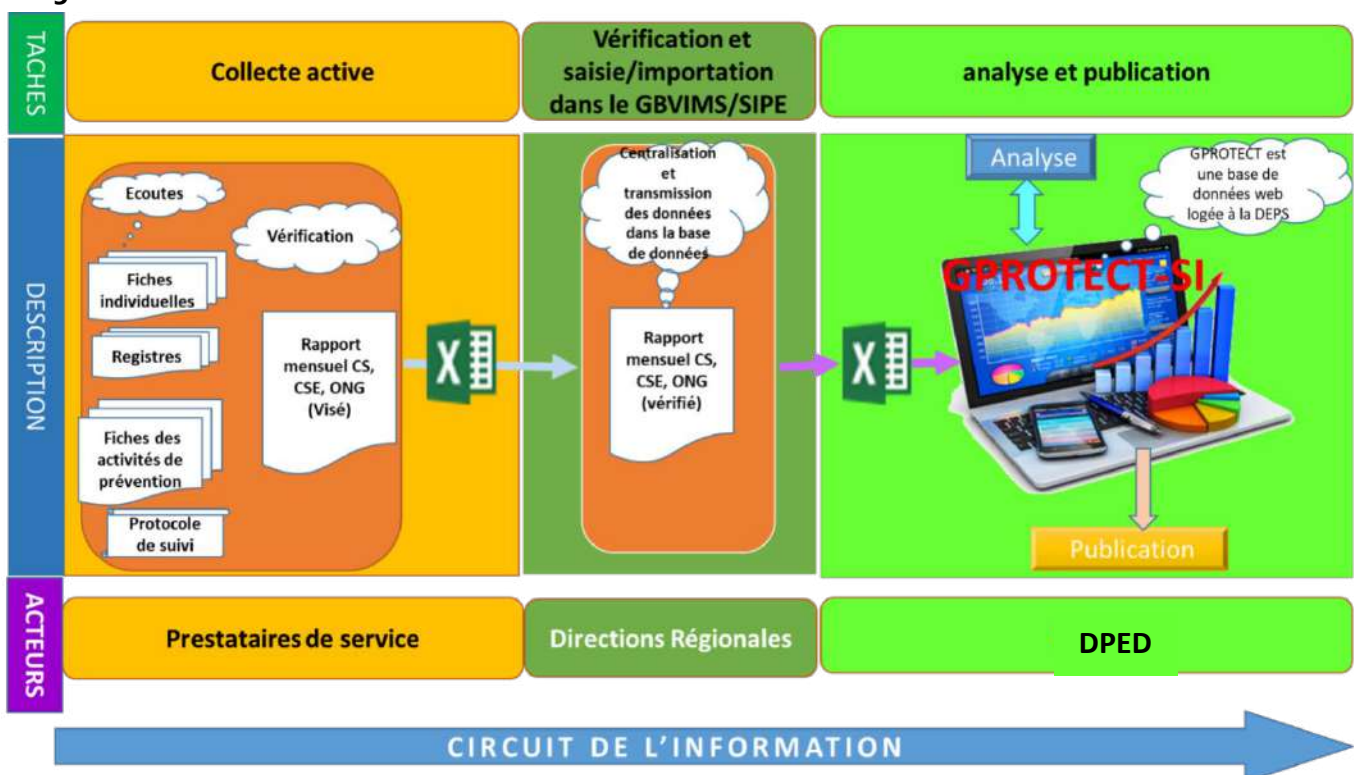 TACHES
Collecte active
Vérification et
saisie/importation
dans le GBVIMS/SIPE
analyse et publication
DESCRIPTION
Ecoutes
Fiches
individuelles
Registres
Fiches des
activités de
prévention
Protocole
de suivi
Vérification
Rapport
mensuel CS,
CSE, ONG
(Visé)
Centralisation
et
transmission
des données
dans la base
de données
Rapport
mensuel CS,
CSE, ONG
(vérifié)
Analyse
GPROTECT est
une base de
données web
logée à la DEPS
GPROTECT-SI
Publication
ACTEURS
Prestataires de service
Directions Régionales
DPED
CIRCUIT DE L'INFORMATION